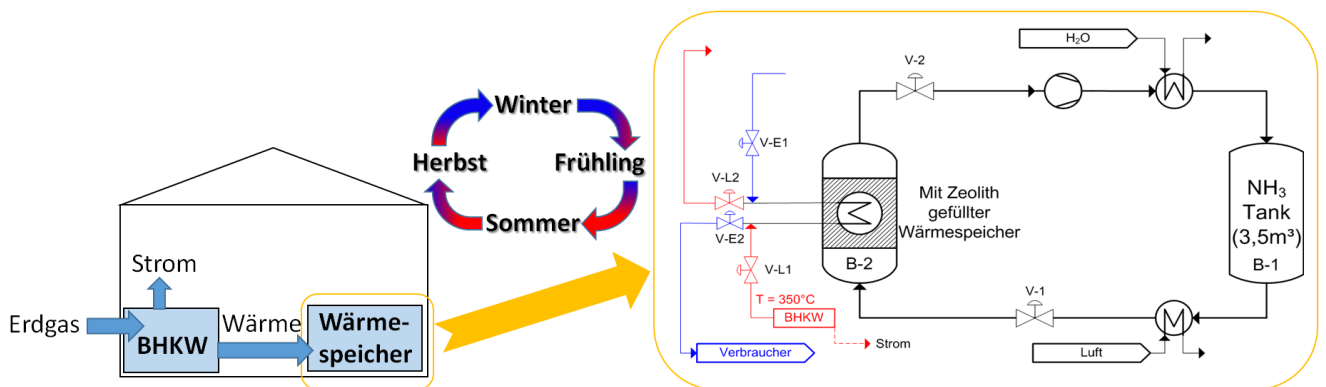 Winter
Herbst
Frühling
Sommer
Strom
Erdgas
BHKW
Wärme
Wärme-
speicher
H₂O
V-2
V-E1
V-L2
V-E2
V-L1
T = 350°C
BHKW
Strom
Verbraucher
Mit Zeolith
gefüllter
Wärmespeicher
B-2
NH₃
Tank
(3,5m³)
B-1
V-1
Luft